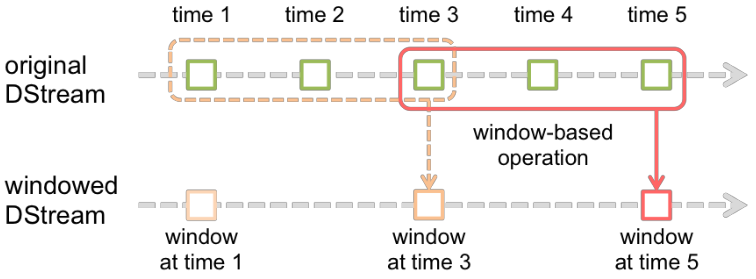 time 1 time 2 time 3 time 4 time 5
original
DStream
window-based
operation
windowed
DStream
window
at time 1
window
at time 3
window
at time 5